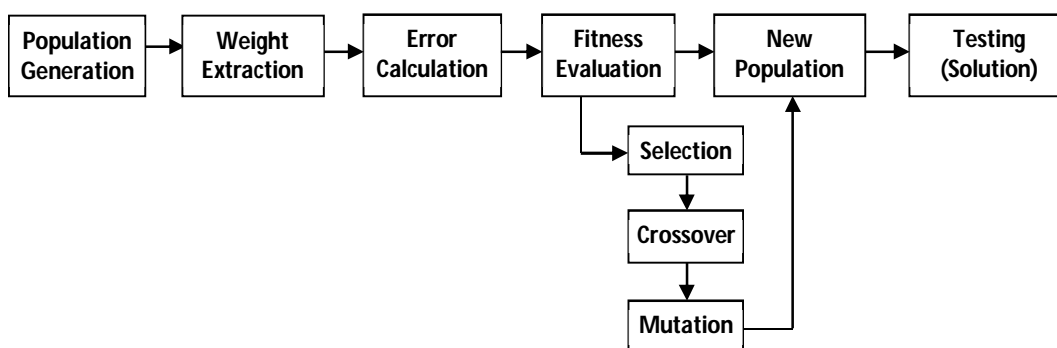 Population
Generation
Weight
Extraction
Error
Calculation
Fitness
Evaluation
New
Population
Testing
(Solution)
Selection
Crossover
Mutation